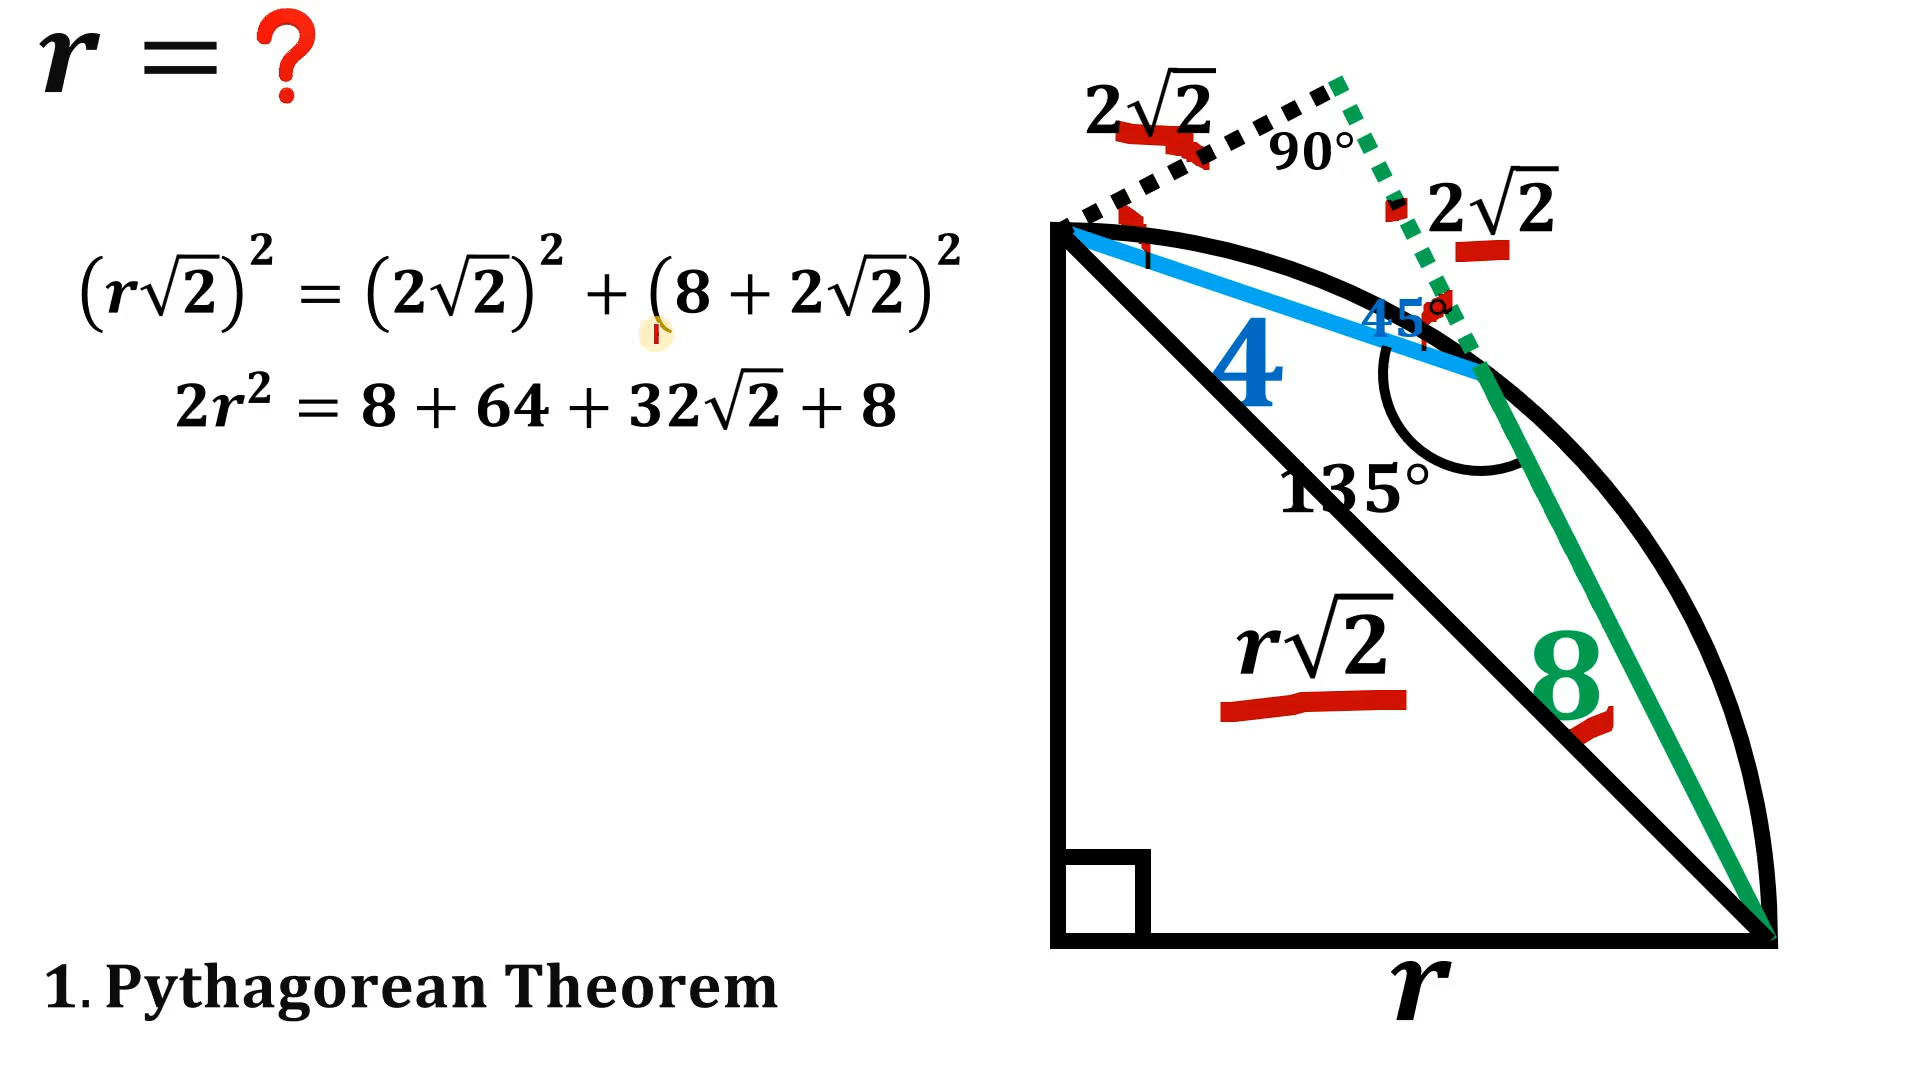 r = ❓
2√2
90°
2√2
(r√2)² = (2√2)² + (8 + 2√2)²
45°
4
2r² = 8 + 64 + 32√2 + 8
135°
r√2
8
1. Pythagorean Theorem
r